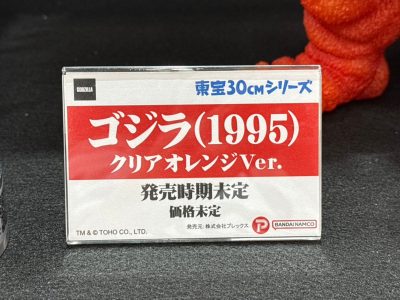 GODZILLA
東宝30CMシリーズ
ゴジラ(1995)
クリアオレンジVer.
発売時期未定
価格未定
発売元: 株式会社プレックス
P
BANDAI NAMCO
TM & © TOHO CO., LTD.